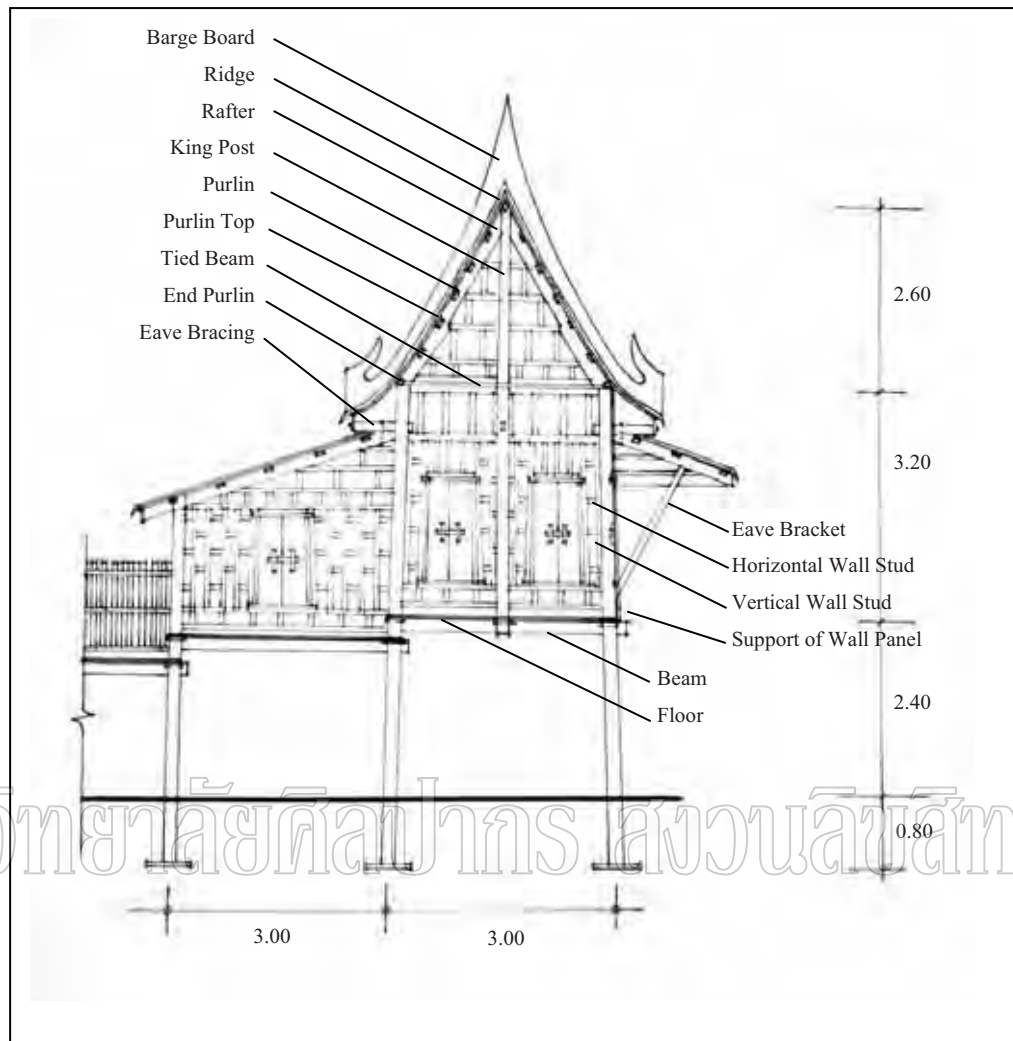 Barge Board
Ridge
Rafter
King Post
Purlin
Purlin Top
Tied Beam
End Purlin
Eave Bracing
2.60
3.20
Eave Bracket
Horizontal Wall Stud
Vertical Wall Stud
Support of Wall Panel
Beam
Floor
2.40
0.80
วิทยาลัยศิลปากร สงวนลิขสิท
3.00
3.00